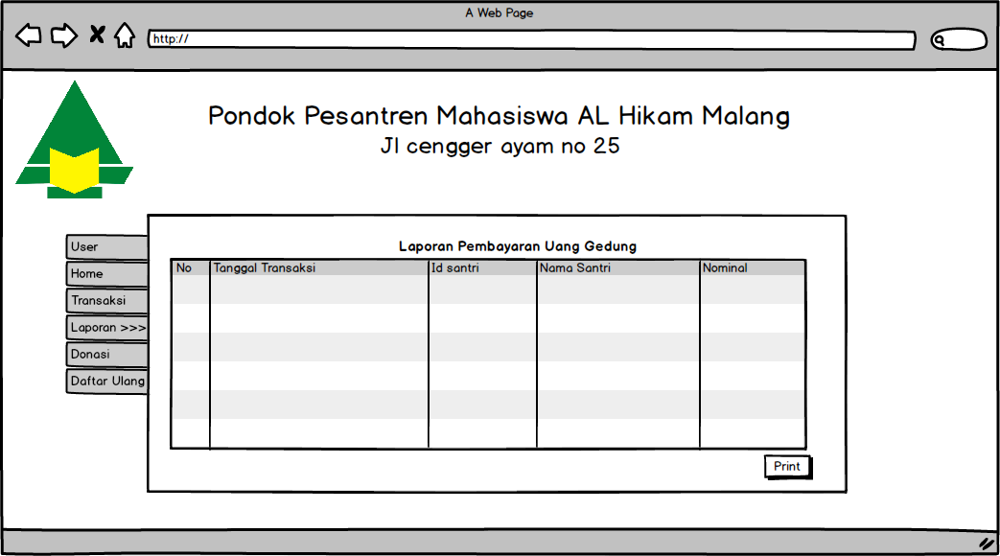 A Web Page
http://
Pondok Pesantren Mahasiswa AL Hikam Malang
Jl cengger ayam no 25
User
Home
Transaksi
Laporan >>>
Donasi
Daftar Ulang
Laporan Pembayaran Uang Gedung
No Tanggal Transaksi Id santri Nama Santri Nominal
Print